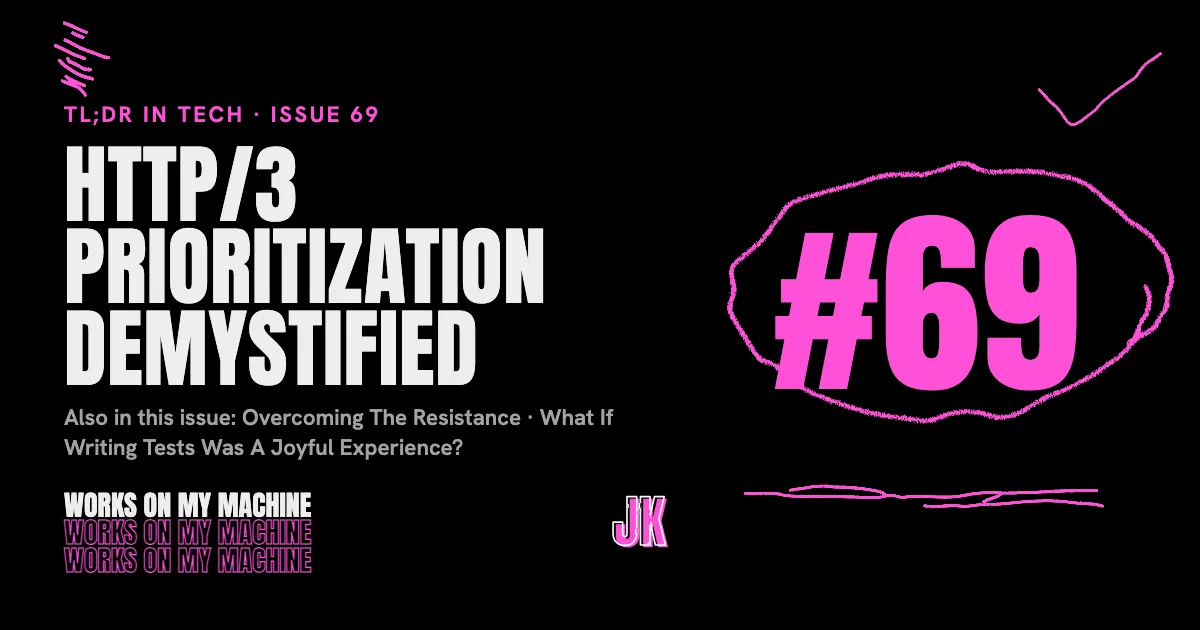 TL;DR IN TECH · ISSUE 69
HTTP/3
PRIORITIZATION
DEMYSTIFIED
Also in this issue: Overcoming The Resistance · What If
Writing Tests Was A Joyful Experience?
WORKS ON MY MACHINE
WORKS ON MY MACHINE
WORKS ON MY MACHINE
JK
#69